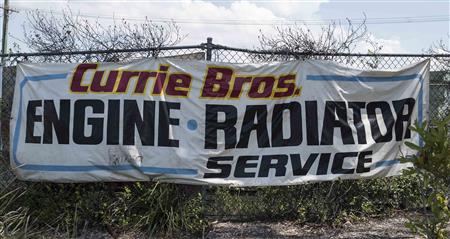 Currie Bros.
ENGINE · RADIATOR
SERVICE